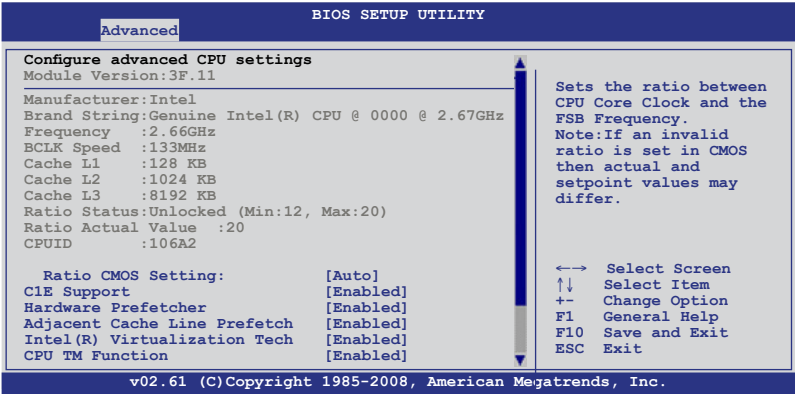 BIOS SETUP UTILITY
Advanced
Configure advanced CPU settings
Module Version:3F.11
Manufacturer:Intel
Brand String:Genuine Intel(R) CPU @ 0000 @ 2.67GHz
Frequency :2.66GHz
BCLK Speed :133MHz
Cache L1 :128 KB
Cache L2 :1024 KB
Cache L3 :8192 KB
Ratio Status:Unlocked (Min:12, Max:20)
Ratio Actual Value :20
CPUID :106A2
Ratio CMOS Setting: [Auto]
C1E Support [Enabled]
Hardware Prefetcher [Enabled]
Adjacent Cache Line Prefetch [Enabled]
Intel(R) Virtualization Tech [Enabled]
CPU TM Function [Enabled]
Sets the ratio between
CPU Core Clock and the
FSB Frequency.
Note:If an invalid
ratio is set in CMOS
then actual and
setpoint values may
differ.
←→ Select Screen
↑↓ Select Item
+- Change Option
F1 General Help
F10 Save and Exit
ESC Exit
v02.61 (C)Copyright 1985-2008, American Megatrends, Inc.